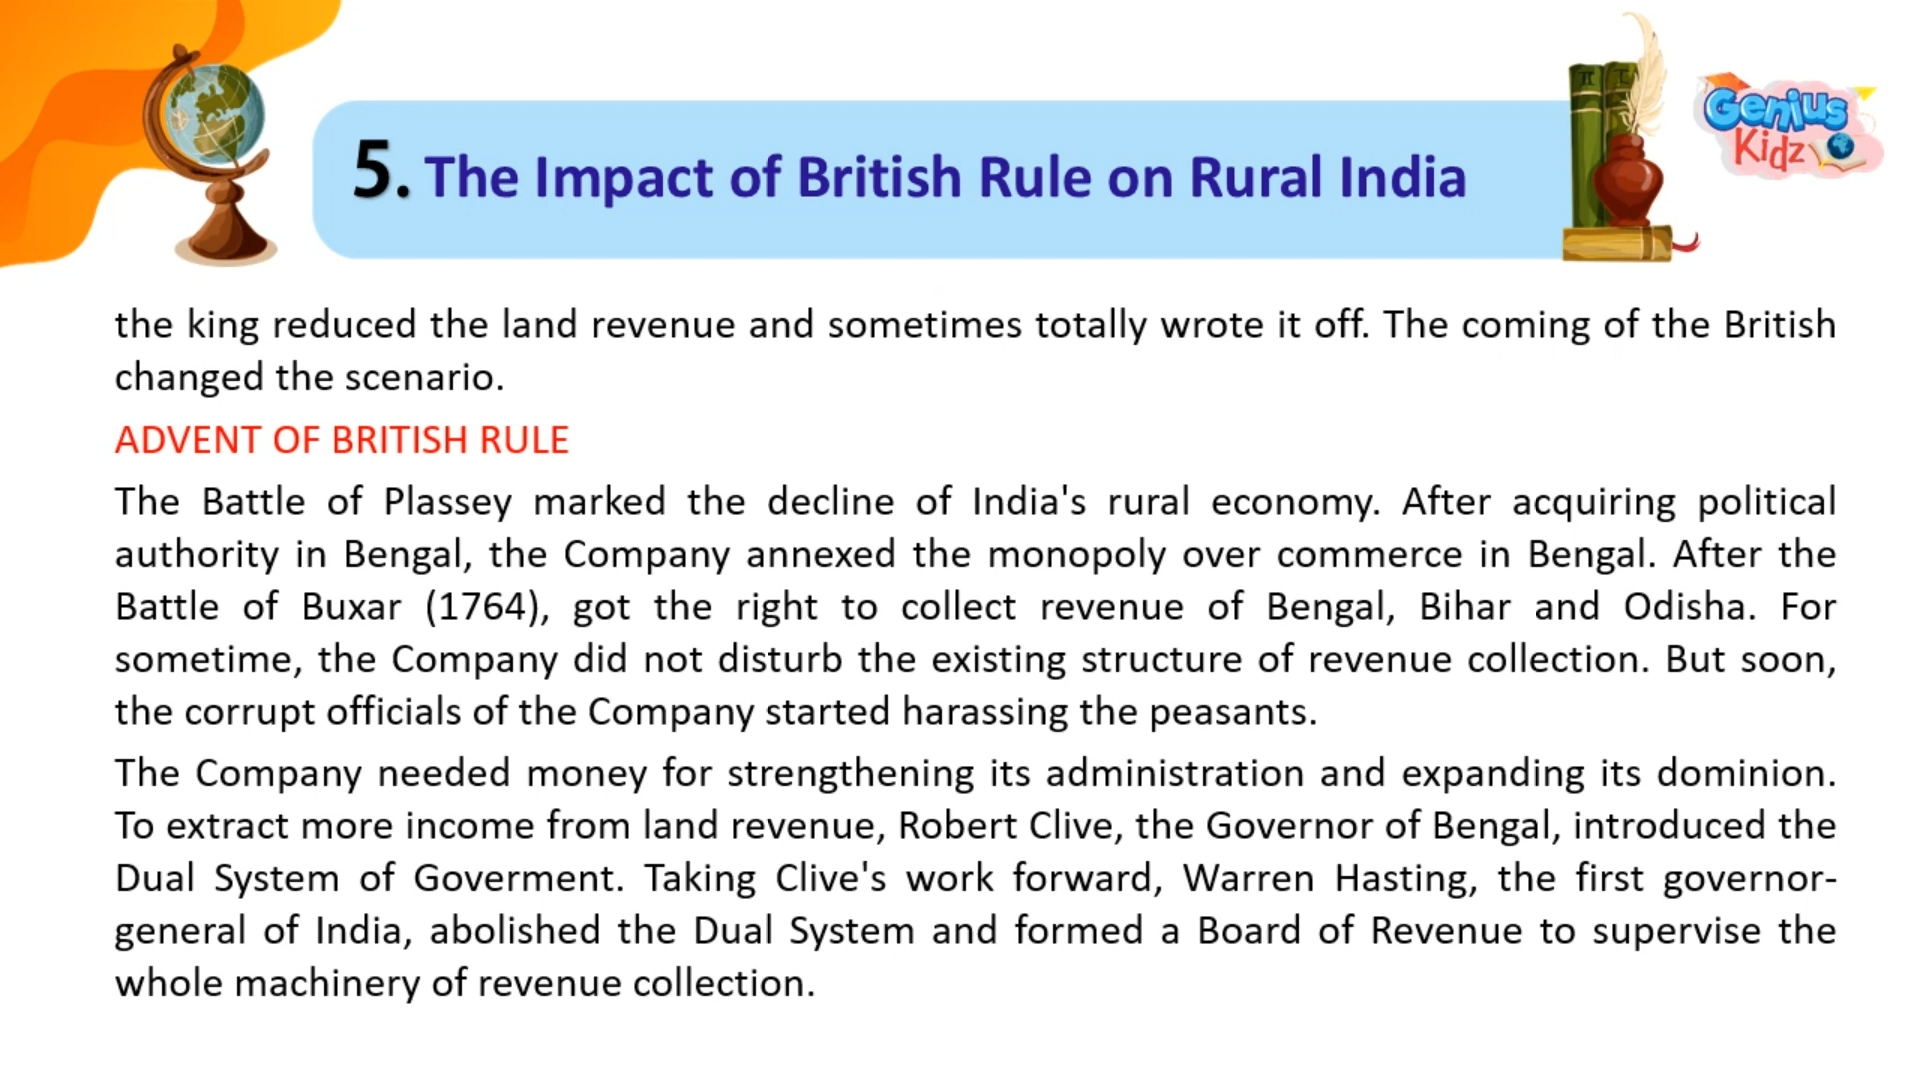 5. The Impact of British Rule on Rural India
Genius
Kidz
the king reduced the land revenue and sometimes totally wrote it off. The coming of the British
changed the scenario.
ADVENT OF BRITISH RULE
The Battle of Plassey marked the decline of India's rural economy. After acquiring political
authority in Bengal, the Company annexed the monopoly over commerce in Bengal. After the
Battle of Buxar (1764), got the right to collect revenue of Bengal, Bihar and Odisha. For
sometime, the Company did not disturb the existing structure of revenue collection. But soon,
the corrupt officials of the Company started harassing the peasants.
The Company needed money for strengthening its administration and expanding its dominion.
To extract more income from land revenue, Robert Clive, the Governor of Bengal, introduced the
Dual System of Goverment. Taking Clive's work forward, Warren Hasting, the first governor-
general of India, abolished the Dual System and formed a Board of Revenue to supervise the
whole machinery of revenue collection.